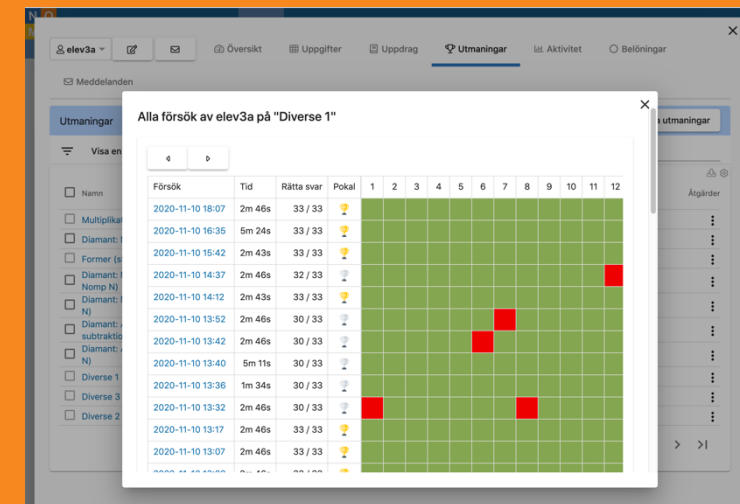 N O
elev3a
Översikt
Uppgifter
Uppdrag
Utmaningar
Aktivitet
Belöningar
Meddelanden
Utmaningar
utmaningar
Visa en
Namn
Åtgärder
Multiplikat
Diamant:
Former (s
Diamant:
Nomp N)
Diamant:
N)
Diamant:
subtraktio
Diamant:
N)
Diverse 1
Diverse 3
Diverse 2
Alla försök av elev3a på "Diverse 1"
Försök Tid Rätta svar Pokal 1 2 3 4 5 6 7 8 9 10 11 12
2020-11-10 18:07 2m 46s 33 / 33
2020-11-10 16:35 5m 24s 33 / 33
2020-11-10 15:42 2m 43s 33 / 33
2020-11-10 14:37 2m 46s 32 / 33
2020-11-10 14:12 2m 43s 33 / 33
2020-11-10 13:52 2m 46s 30 / 33
2020-11-10 13:42 2m 46s 30 / 33
2020-11-10 13:40 5m 11s 30 / 33
2020-11-10 13:36 1m 34s 30 / 33
2020-11-10 13:32 2m 46s 30 / 33
2020-11-10 13:17 2m 46s 33 / 33
2020-11-10 13:07 2m 46s 33 / 33